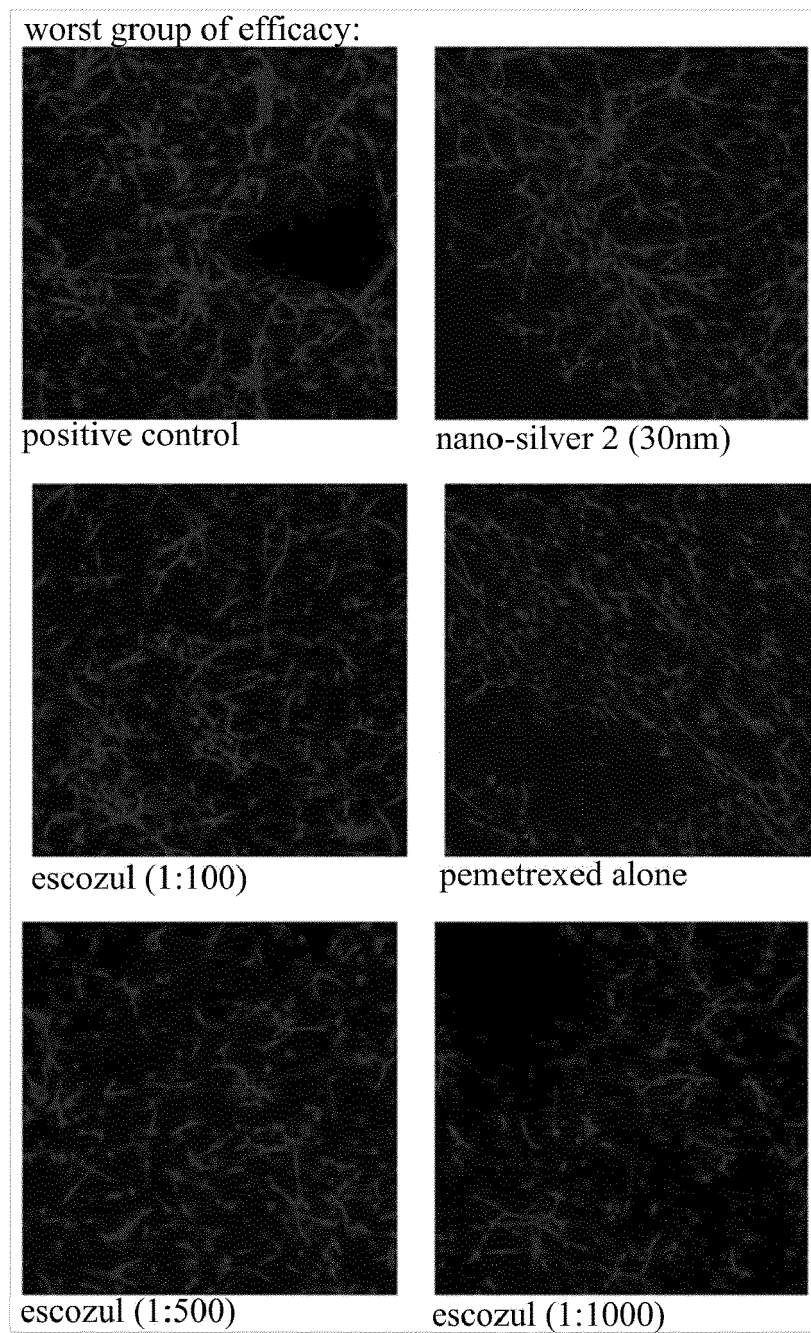 worst group of efficacy:
positive control
nano-silver 2 (30nm)
escozul (1:100)
pemetrexed alone
escozul (1:500)
escozul (1:1000)